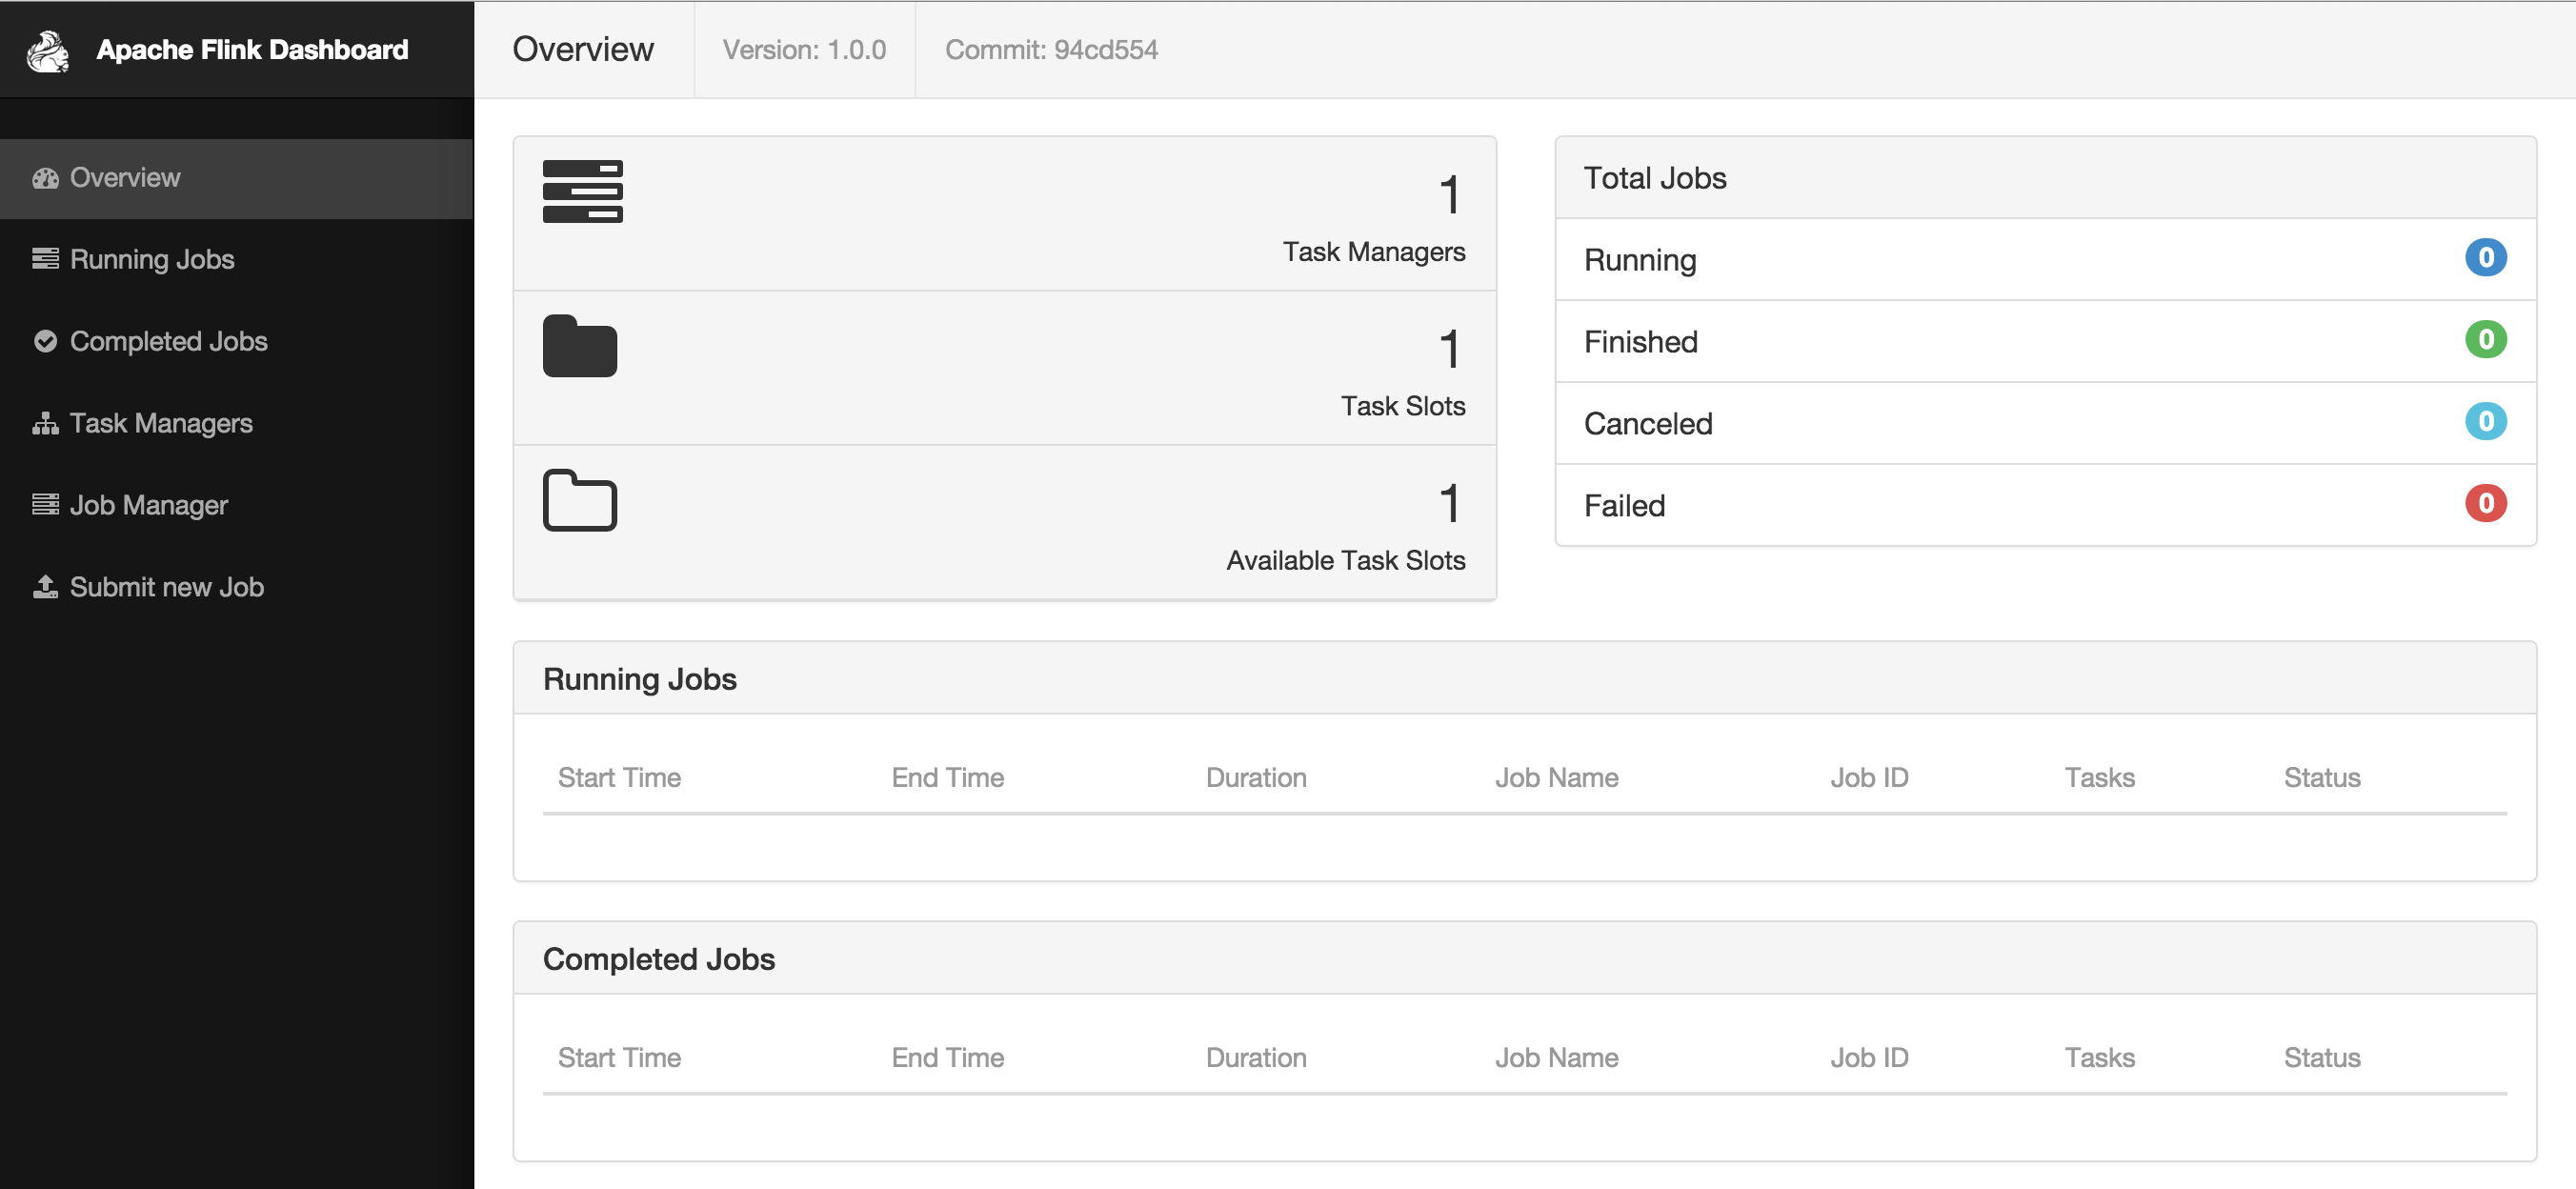 Apache Flink Dashboard
Overview
Version: 1.0.0
Commit: 94cd554
Overview
Running Jobs
Completed Jobs
Task Managers
Job Manager
Submit new Job
1
Task Managers
1
Task Slots
1
Available Task Slots
Total Jobs
Running 0
Finished 0
Canceled 0
Failed 0
Running Jobs
Start Time End Time Duration Job Name Job ID Tasks Status
Completed Jobs
Start Time End Time Duration Job Name Job ID Tasks Status